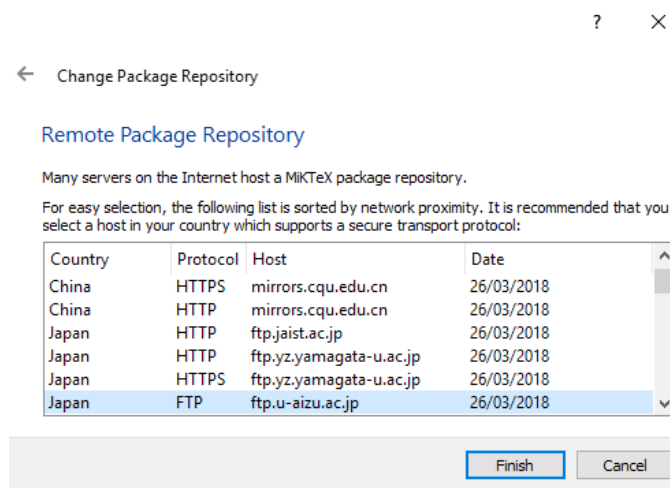 ?
Change Package Repository
Remote Package Repository
Many servers on the Internet host a MiKTeX package repository.
For easy selection, the following list is sorted by network proximity. It is recommended that you
select a host in your country which supports a secure transport protocol:
Country Protocol Host Date
China HTTPS mirrors.cqu.edu.cn 26/03/2018
China HTTP mirrors.cqu.edu.cn 26/03/2018
Japan HTTP ftp.jaist.ac.jp 26/03/2018
Japan HTTP ftp.yz.yamagata-u.ac.jp 26/03/2018
Japan HTTPS ftp.yz.yamagata-u.ac.jp 26/03/2018
Japan FTP ftp.u-aizu.ac.jp 26/03/2018
Finish Cancel